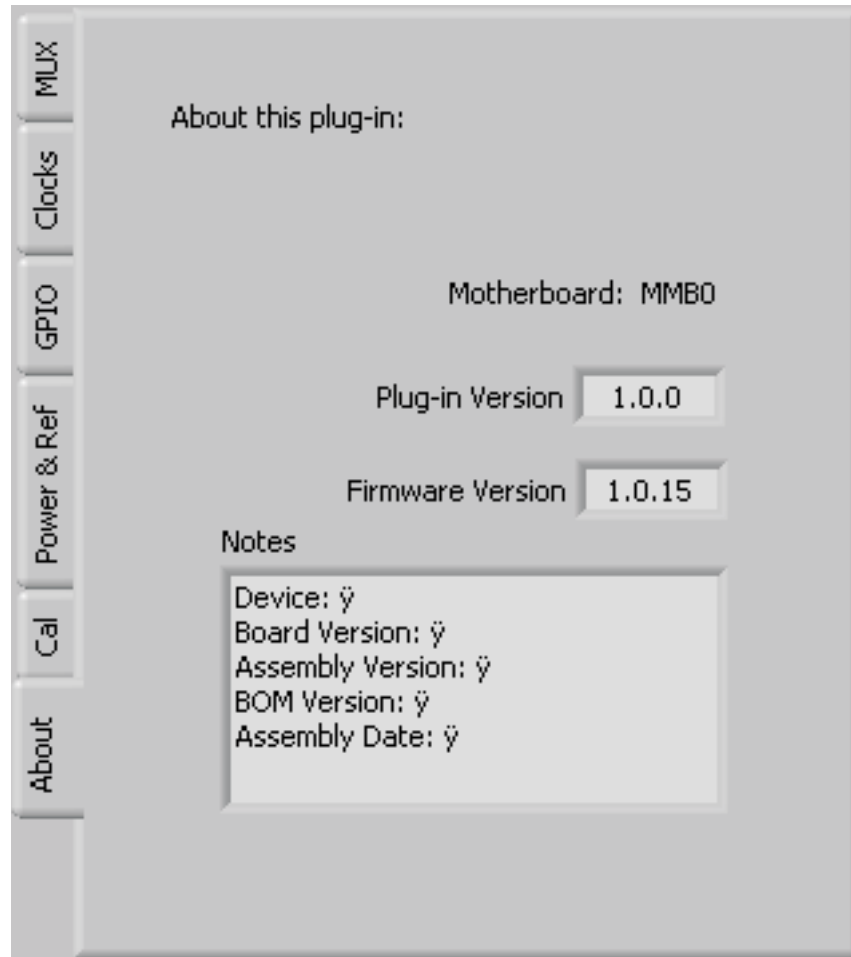 MUX
Clocks
GPIO
Power & Ref
Cal
About
About this plug-in:
Motherboard: MMB0
Plug-in Version 1.0.0
Firmware Version 1.0.15
Notes
Device: ÿ
Board Version: ÿ
Assembly Version: ÿ
BOM Version: ÿ
Assembly Date: ÿ